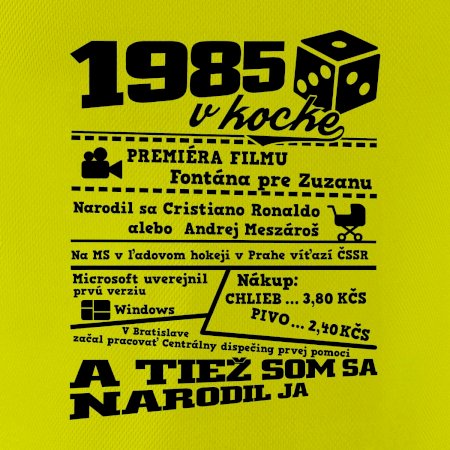 1985
v kocke
PREMIÉRA FILMU
Fontána pre Zuzanu
Narodil sa Cristiano Ronaldo
alebo Andrej Meszároš
Na MS v ľadovom hokeji v Prahe víťazí ČSSR
Microsoft uverejnil
prvú verziu
Windows
Nákup:
CHLIEB ... 3,80 KČS
PIVO ... 2,40 KČS
V Bratislave
začal pracovať Centrálny dispečing prvej pomoci
A TIEŽ SOM SA
NARODIL JA